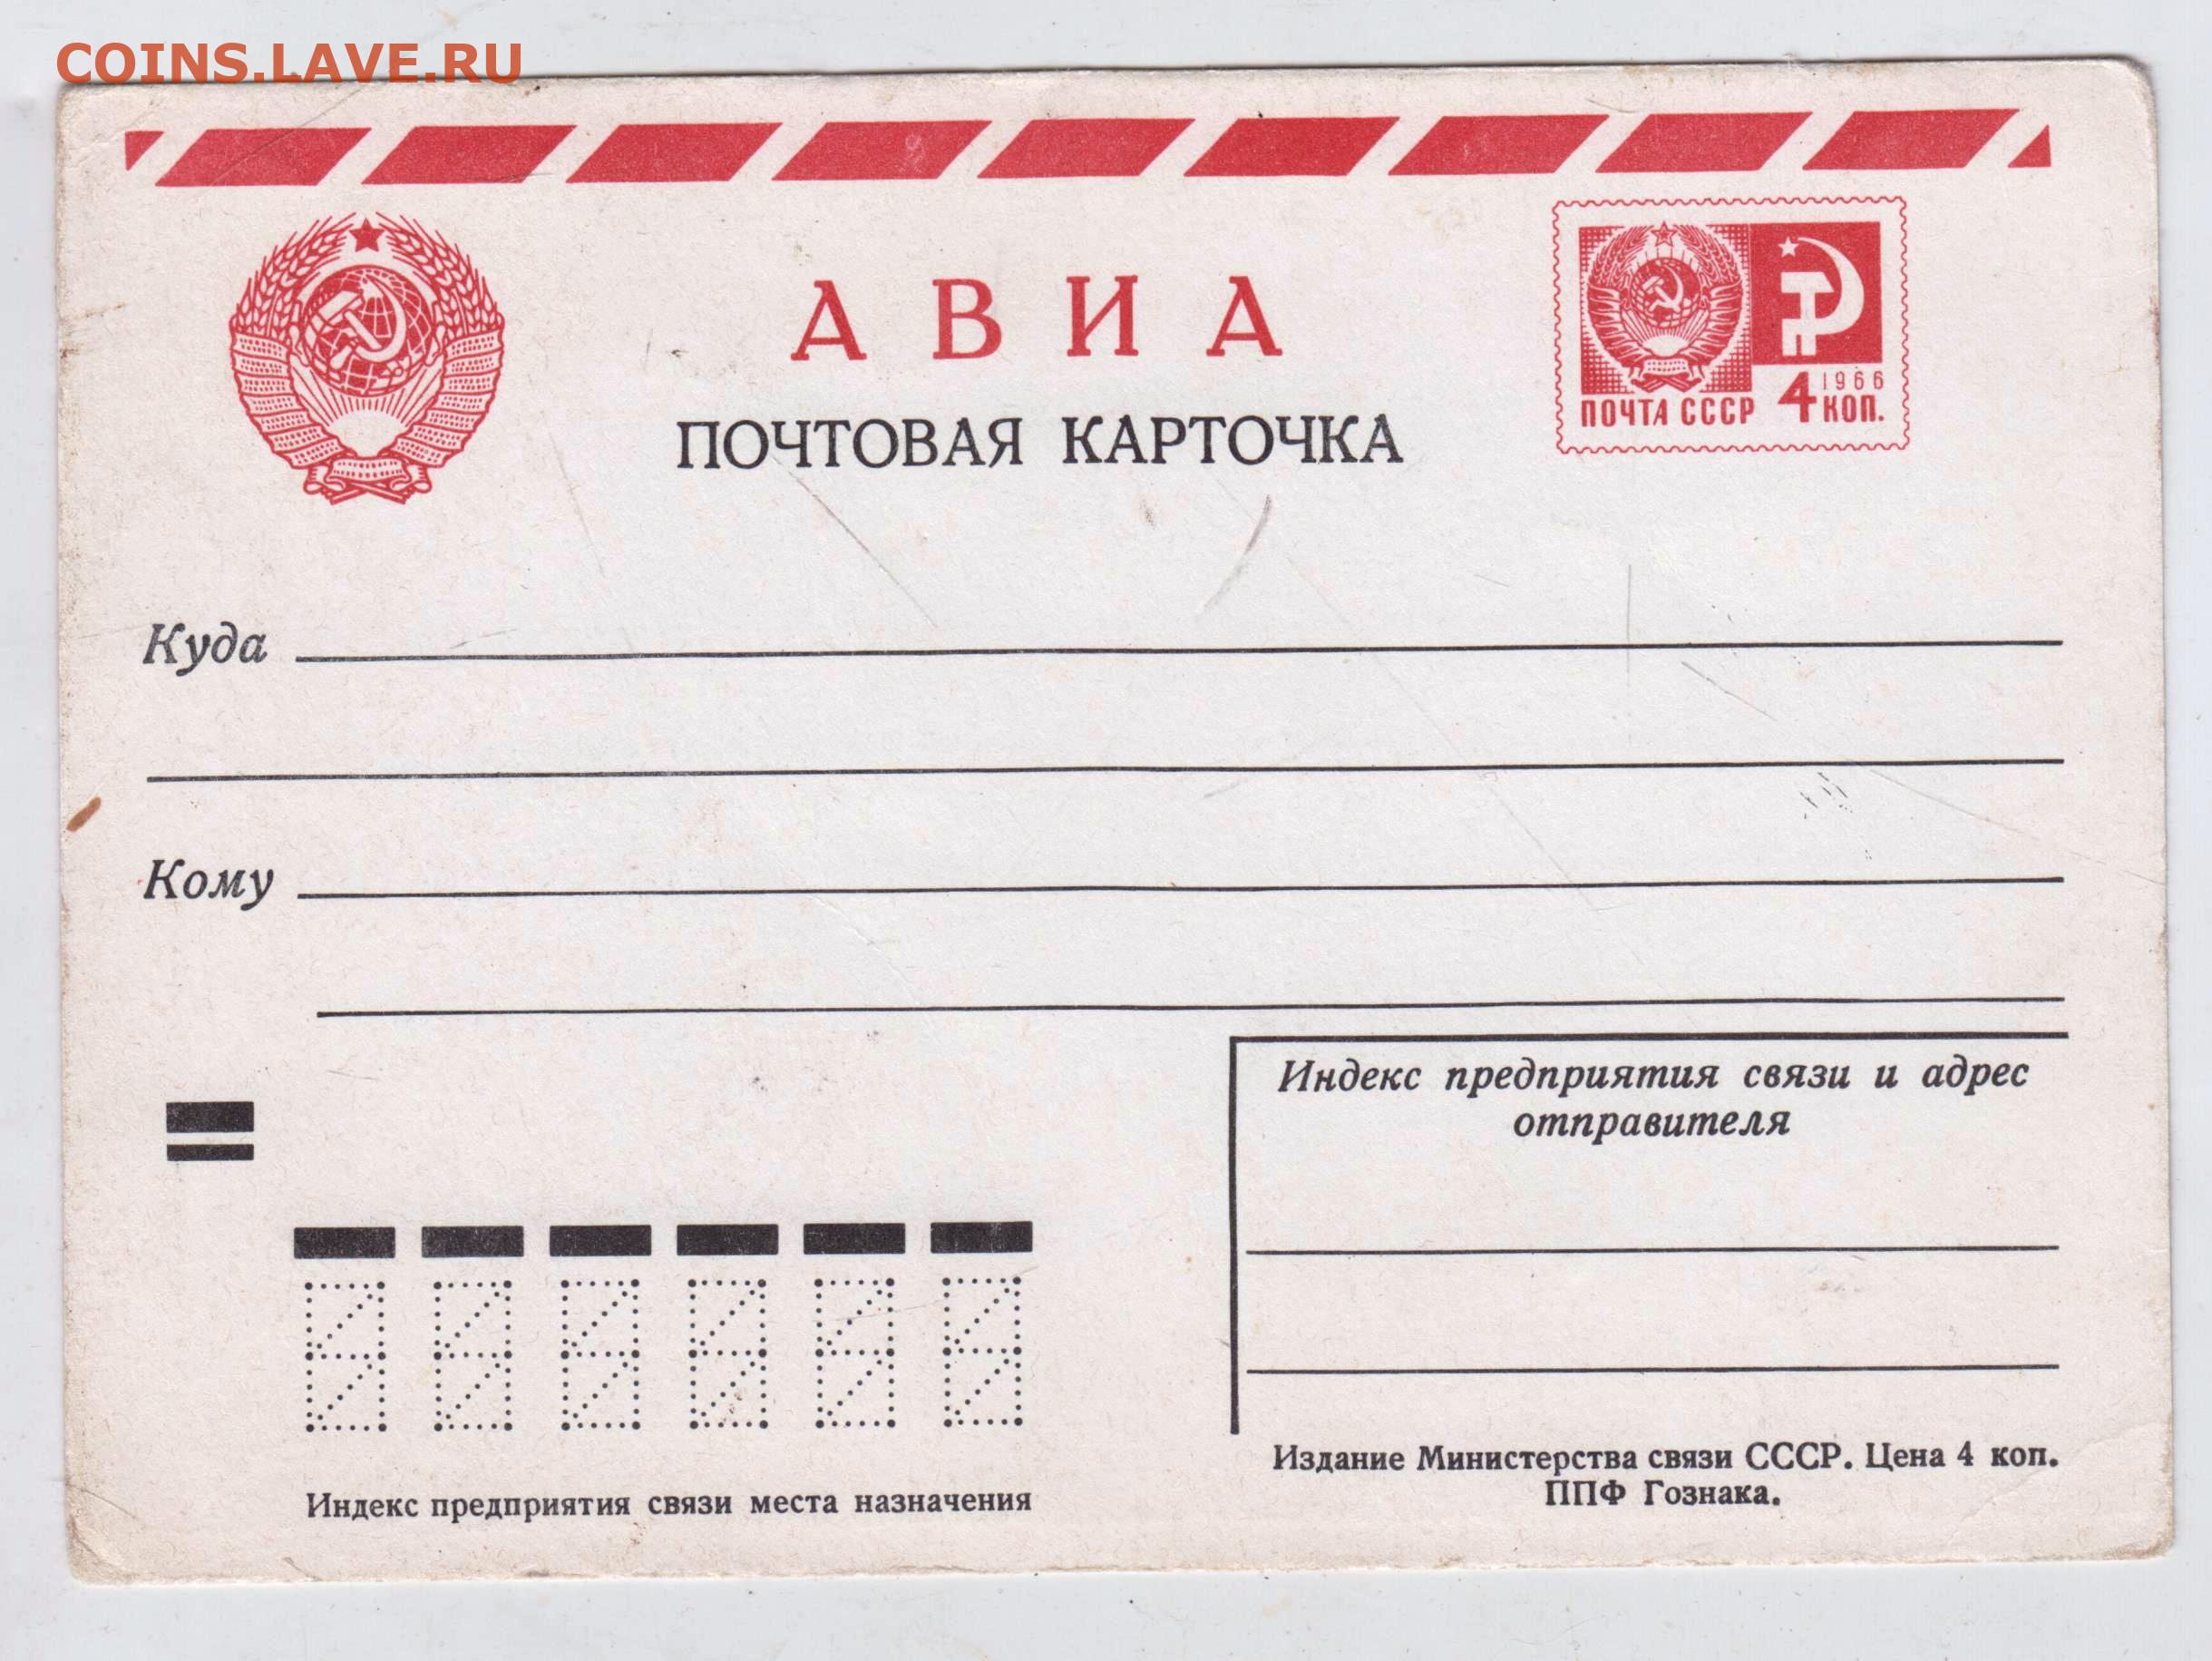 COINS.LAVE.RU
АВИА
ПОЧТОВАЯ КАРТОЧКА
1966
ПОЧТА СССР 4 КОП.
Куда
Кому
Индекс предприятия связи и адрес
отправителя
Издание Министерства связи СССР. Цена 4 коп.
ППФ Гознака.
Индекс предприятия связи места назначения